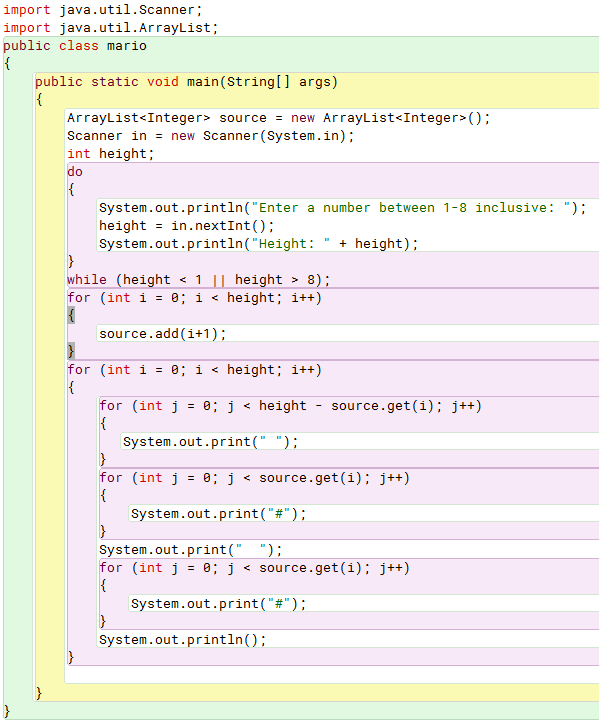 import java.util.Scanner;
import java.util.ArrayList;
public class mario
{
    public static void main(String[] args)
    {
        ArrayList<Integer> source = new ArrayList<Integer>();
        Scanner in = new Scanner(System.in);
        int height;
        do
        {
            System.out.println("Enter a number between 1-8 inclusive: ");
            height = in.nextInt();
            System.out.println("Height: " + height);
        }
        while (height < 1 || height > 8);
        for (int i = 0; i < height; i++)
        {
            source.add(i+1);
        }
        for (int i = 0; i < height; i++)
        {
            for (int j = 0; j < height - source.get(i); j++)
            {
               System.out.print(" ");
            }
            for (int j = 0; j < source.get(i); j++)
            {
                System.out.print("#");
            }
            System.out.print("  ");
            for (int j = 0; j < source.get(i); j++)
            {
                System.out.print("#");
            }
            System.out.println();
        }
    }
}